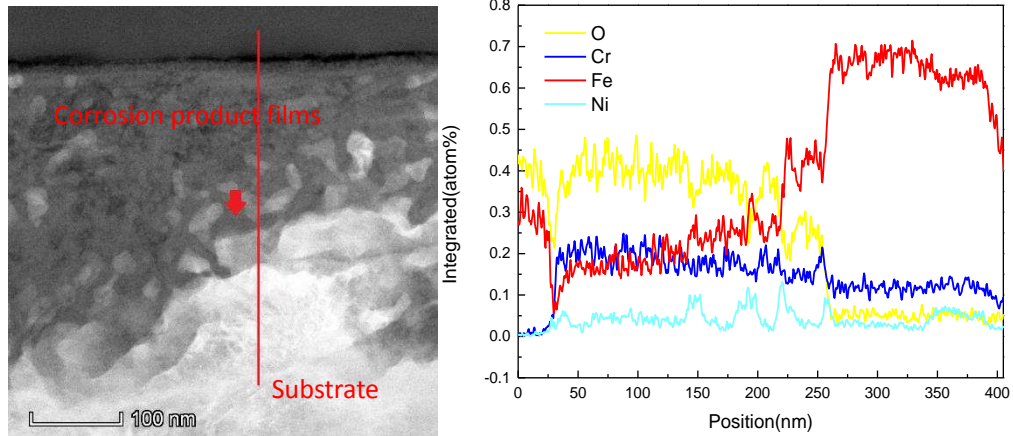 Corrosion product films
Substrate
100 nm
O
Cr
Fe
Ni
Integrated(atom%)
0.8
0.7
0.6
0.5
0.4
0.3
0.2
0.1
0.0
-0.1
0
50
100
150
200
250
300
350
400
Position(nm)